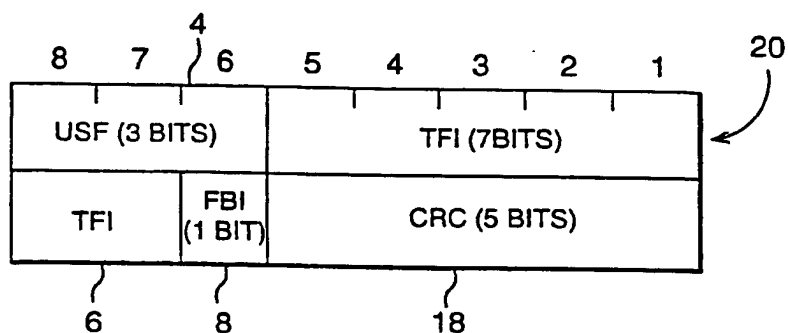 4
8 7 6 5 4 3 2 1
20
USF (3 BITS) TFI (7BITS)
TFI FBI (1 BIT) CRC (5 BITS)
6 8 18